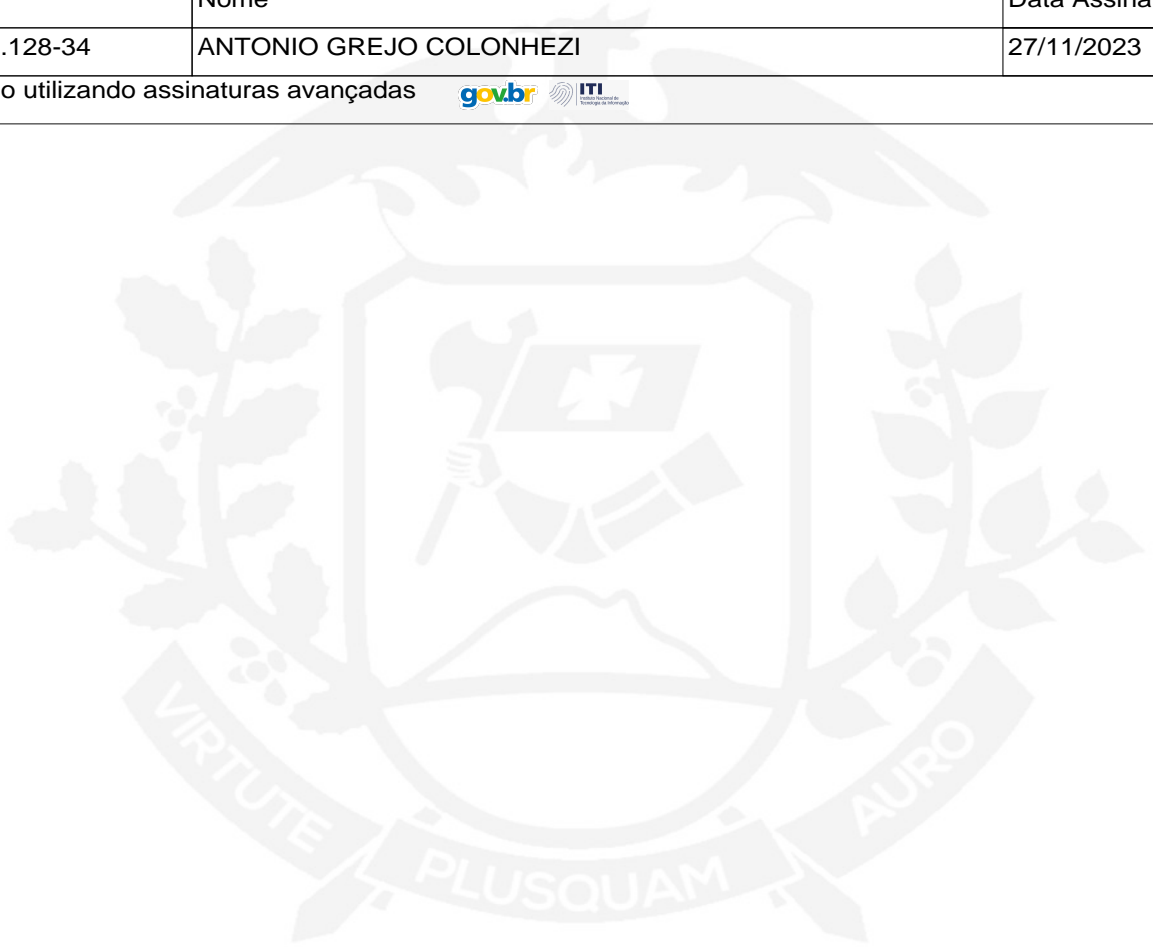 Nome Data Assina
.128-34 ANTONIO GREJO COLONHEZI 27/11/2023
o utilizando assinaturas avançadas gov.br ITI
VIRTUTE PLUSQUAM AURO